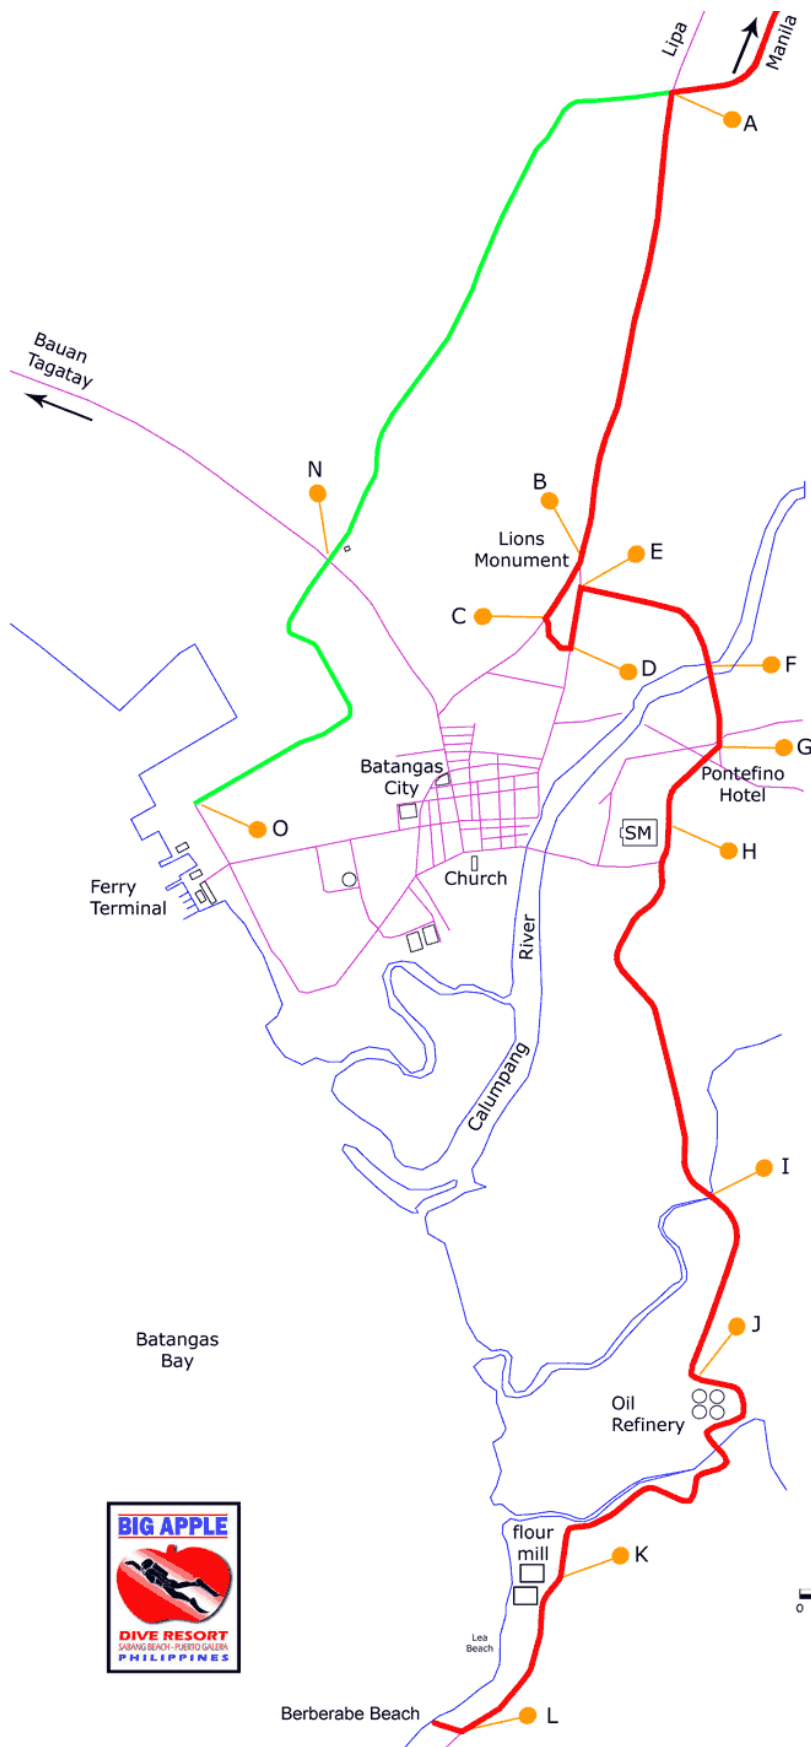 Lipa
Manila
A
Bauan
Tagatay
N
B
Lions
Monument
E
C
D
F
G
Pontefino
Hotel
Batangas
City
O
SM
H
Ferry
Terminal
Church
River
Calumpang
I
Batangas
Bay
J
Oil
Refinery
BIG APPLE
DIVE RESORT
SABANG BEACH - PUERTO GALERA
PHILIPPINES
flour
mill
K
0
Lea
Beach
Berberabe Beach
L